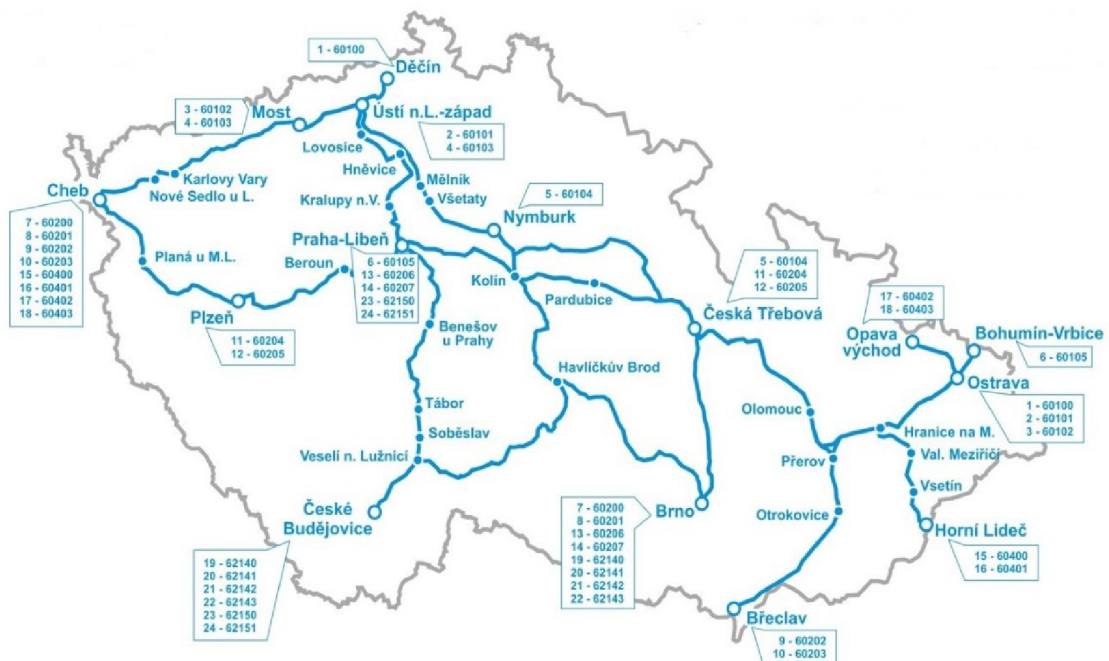 1 - 60100
Děčín
3 - 60102
4 - 60103
Most
Ústí n.L.-západ
2 - 60101
4 - 60103
Lovosice
Hněvice
Karlovy Vary
Nové Sedlo u L.
Mělník
Všetaty
Cheb
7 - 60200
8 - 60201
9 - 60202
10 - 60203
15 - 60400
16 - 60401
17 - 60402
18 - 60403
Kralupy n.V.
5 - 60104
Nymburk
Praha-Libeň
6 - 60105
13 - 60206
14 - 60207
23 - 62150
24 - 62151
Planá u M.L.
Beroun
Kolín
Pardubice
5 - 60104
11 - 60204
12 - 60205
Česká Třebová
Plzeň
11 - 60204
12 - 60205
17 - 60402
18 - 60403
Opava
východ
Bohumín-Vrbice
6 - 60105
Benešov
u Prahy
Havlíčkův Brod
Ostrava
1 - 60100
2 - 60101
3 - 60102
Tábor
Soběslav
Olomouc
Hranice na M.
Veselí n. Lužnicí
Přerov
Val. Meziříčí
Vsetín
České
Budějovice
19 - 62140
20 - 62141
21 - 62142
22 - 62143
23 - 62150
24 - 62151
7 - 60200
8 - 60201
13 - 60206
14 - 60207
19 - 62140
20 - 62141
21 - 62142
22 - 62143
Brno
Otrokovice
Horní Lideč
15 - 60400
16 - 60401
Břeclav
9 - 60202
10 - 60203